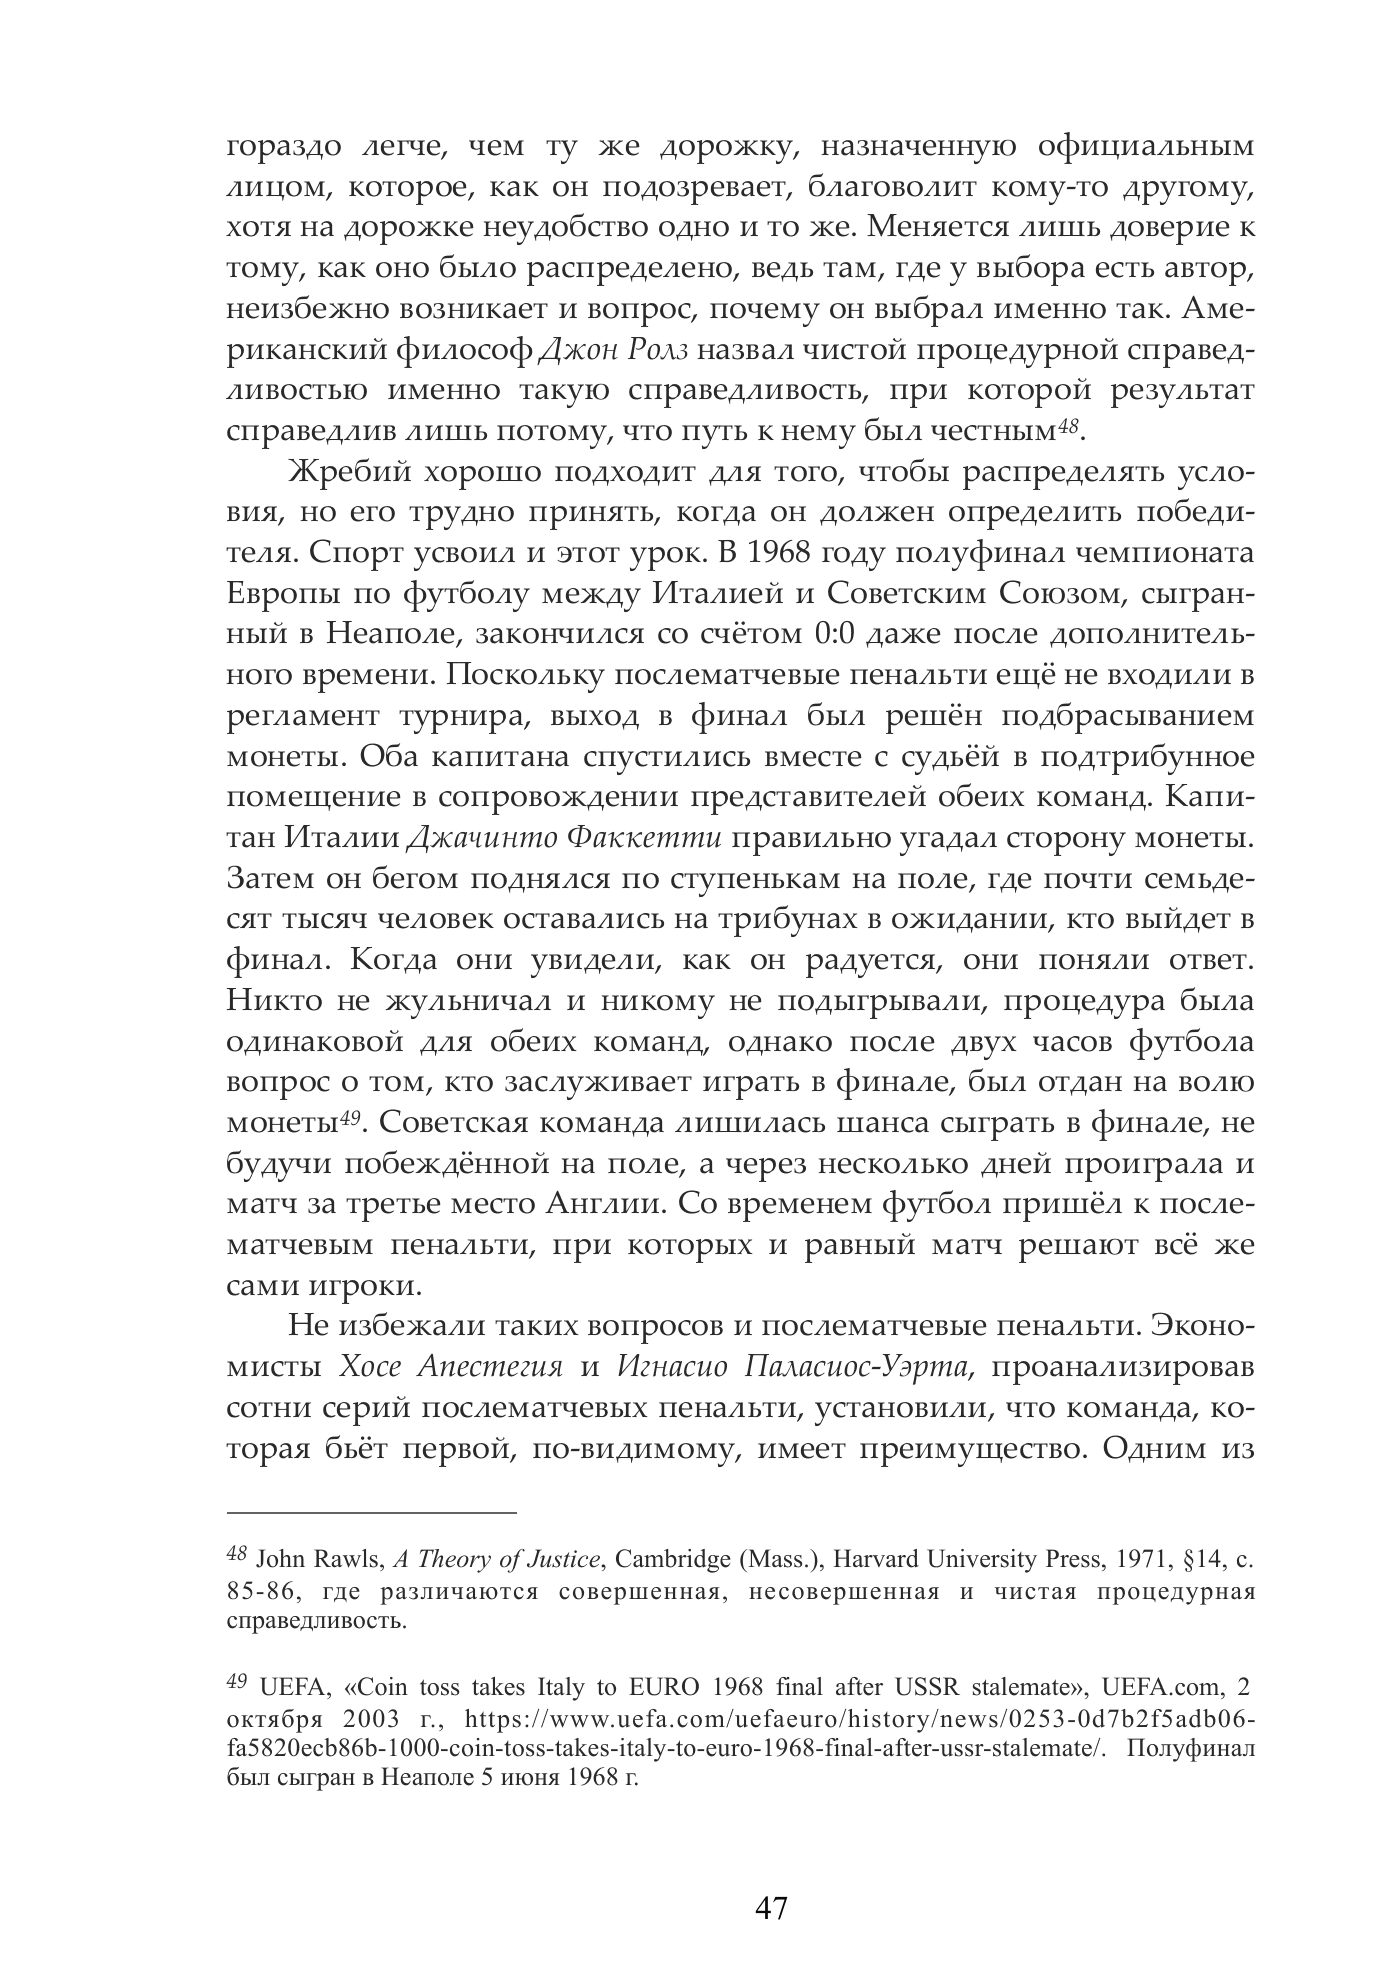 гораздо легче, чем ту же дорожку, назначенную официальным
лицом, которое, как он подозревает, благоволит кому-то другому,
хотя на дорожке неудобство одно и то же. Меняется лишь доверие к
тому, как оно было распределено, ведь там, где у выбора есть автор,
неизбежно возникает и вопрос, почему он выбрал именно так. Аме-
риканский философ Джон Ролз назвал чистой процедурной справед-
ливостью именно такую справедливость, при которой результат
справедлив лишь потому, что путь к нему был честным48.
Жребий хорошо подходит для того, чтобы распределять усло-
вия, но его трудно принять, когда он должен определить победи-
теля. Спорт усвоил и этот урок. В 1968 году полуфинал чемпионата
Европы по футболу между Италией и Советским Союзом, сыгран-
ный в Неаполе, закончился со счётом 0:0 даже после дополнитель-
ного времени. Поскольку послематчевые пенальти ещё не входили в
регламент турнира, выход в финал был решён подбрасыванием
монеты. Оба капитана спустились вместе с судьёй в подтрибунное
помещение в сопровождении представителей обеих команд. Капи-
тан Италии Джачинто Факкетти правильно угадал сторону монеты.
Затем он бегом поднялся по ступенькам на поле, где почти семьде-
сят тысяч человек оставались на трибунах в ожидании, кто выйдет в
финал. Когда они увидели, как он радуется, они поняли ответ.
Никто не жульничал и никому не подыгрывали, процедура была
одинаковой для обеих команд, однако после двух часов футбола
вопрос о том, кто заслуживает играть в финале, был отдан на волю
монеты49. Советская команда лишилась шанса сыграть в финале, не
будучи побеждённой на поле, а через несколько дней проиграла и
матч за третье место Англии. Со временем футбол пришёл к после-
матчевым пенальти, при которых и равный матч решают всё же
сами игроки.
Не избежали таких вопросов и послематчевые пенальти. Эконо-
мисты Хосе Апестегия и Игнасио Паласиос-Уэрта, проанализировав
сотни серий послематчевых пенальти, установили, что команда, ко-
торая бьёт первой, по-видимому, имеет преимущество. Одним из
48 John Rawls, A Theory of Justice, Cambridge (Mass.), Harvard University Press, 1971, §14, с.
85-86, где различаются совершенная, несовершенная и чистая процедурная
справедливость.
49 UEFA, «Coin toss takes Italy to EURO 1968 final after USSR stalemate», UEFA.com, 2
октября 2003 г., https://www.uefa.com/uefaeuro/history/news/0253-0d7b2f5adb06-
fa5820ecb86b-1000-coin-toss-takes-italy-to-euro-1968-final-after-ussr-stalemate/. Полуфинал
был сыгран в Неаполе 5 июня 1968 г.
47